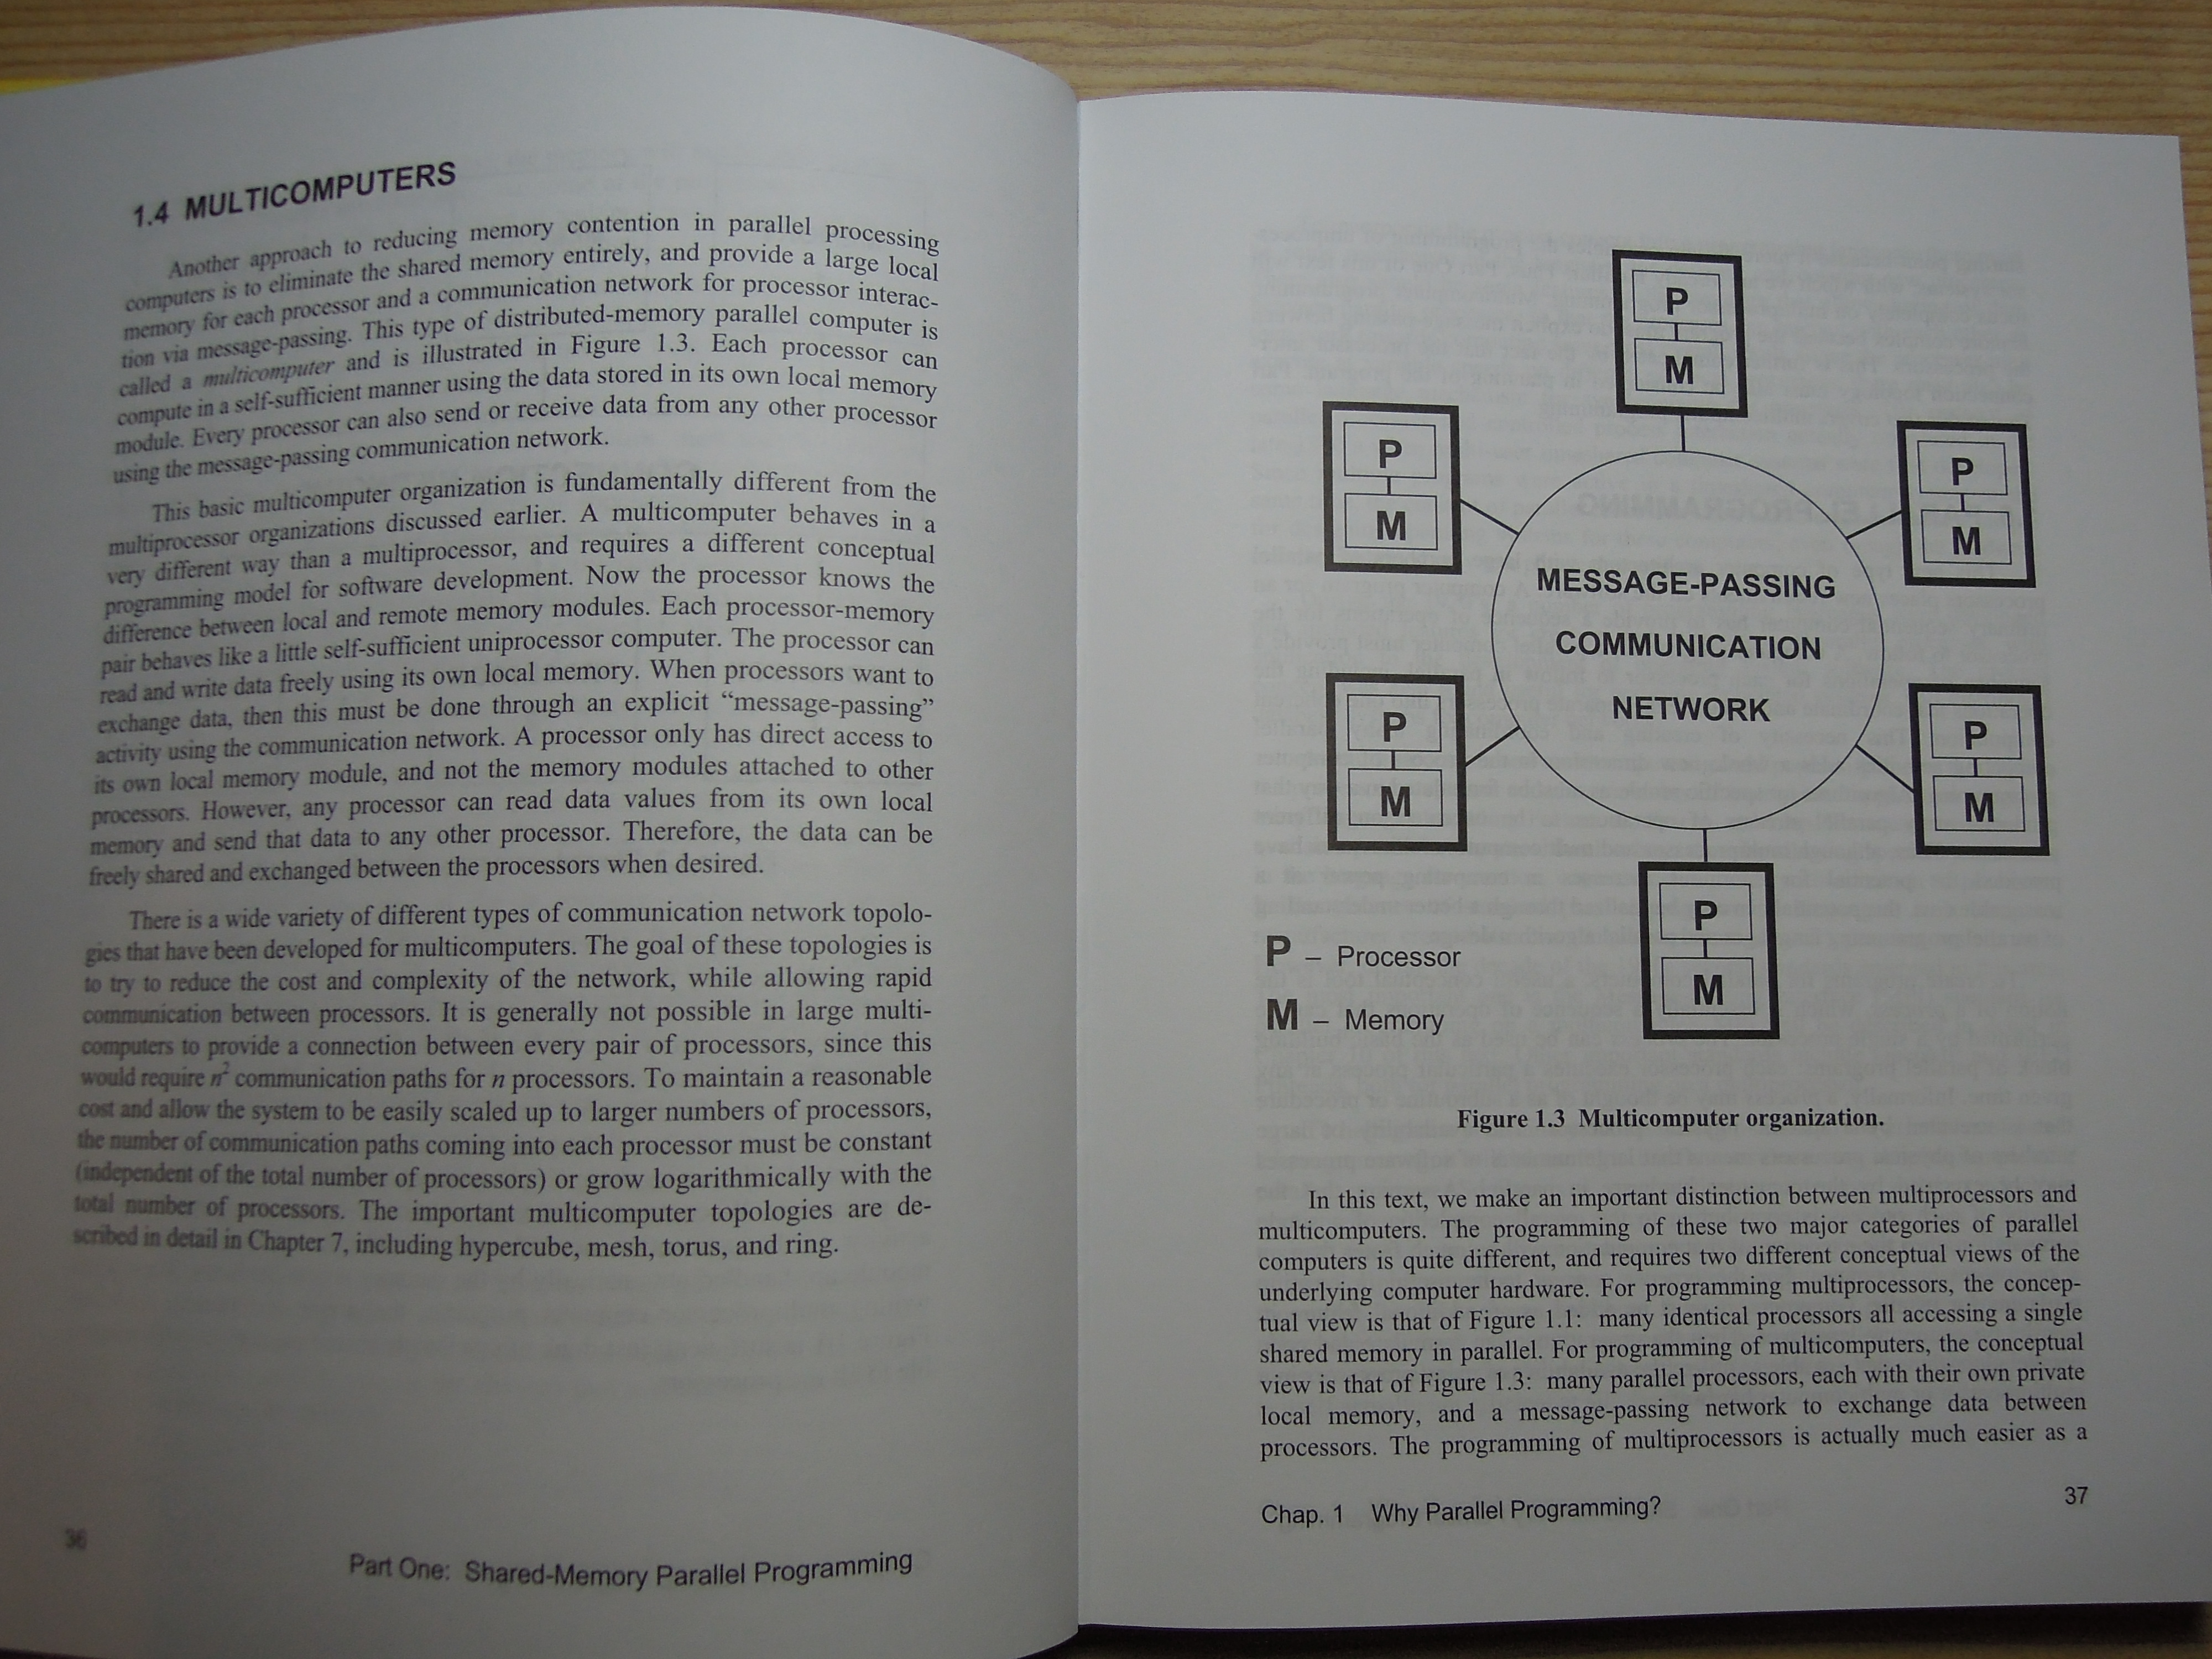 1.4 MULTICOMPUTERS
Another approach to reducing memory contention in parallel processing
computers is to eliminate the shared memory entirely, and provide a large local
memory for each processor and a communication network for processor interac-
tion via message-passing. This type of distributed-memory parallel computer is
called a multicomputer and is illustrated in Figure 1.3. Each processor can
compute in a self-sufficient manner using the data stored in its own local memory
module. Every processor can also send or receive data from any other processor
using the message-passing communication network.
This basic multicomputer organization is fundamentally different from the
multiprocessor organizations discussed earlier. A multicomputer behaves in a
very different way than a multiprocessor, and requires a different conceptual
programming model for software development. Now the processor knows the
difference between local and remote memory modules. Each processor-memory
pair behaves like a little self-sufficient uniprocessor computer. The processor can
read and write data freely using its own local memory. When processors want to
exchange data, then this must be done through an explicit “message-passing”
activity using the communication network. A processor only has direct access to
its own local memory module, and not the memory modules attached to other
processors. However, any processor can read data values from its own local
memory and send that data to any other processor. Therefore, the data can be
freely shared and exchanged between the processors when desired.
There is a wide variety of different types of communication network topolo-
gies that have been developed for multicomputers. The goal of these topologies is
to try to reduce the cost and complexity of the network, while allowing rapid
communication between processors. It is generally not possible in large multi-
computers to provide a connection between every pair of processors, since this
would require n² communication paths for n processors. To maintain a reasonable
cost and allow the system to be easily scaled up to larger numbers of processors,
the number of communication paths coming into each processor must be constant
(independent of the total number of processors) or grow logarithmically with the
total number of processors. The important multicomputer topologies are de-
scribed in detail in Chapter 7, including hypercube, mesh, torus, and ring.
36
Part One: Shared-Memory Parallel Programming
P
M
P
M
P
M
MESSAGE-PASSING
COMMUNICATION
NETWORK
P
M
P
M
P
M
P – Processor
M – Memory
Figure 1.3 Multicomputer organization.
In this text, we make an important distinction between multiprocessors and
multicomputers. The programming of these two major categories of parallel
computers is quite different, and requires two different conceptual views of the
underlying computer hardware. For programming multiprocessors, the concep-
tual view is that of Figure 1.1: many identical processors all accessing a single
shared memory in parallel. For programming of multicomputers, the conceptual
view is that of Figure 1.3: many parallel processors, each with their own private
local memory, and a message-passing network to exchange data between
processors. The programming of multiprocessors is actually much easier as a
Chap. 1 Why Parallel Programming?
37